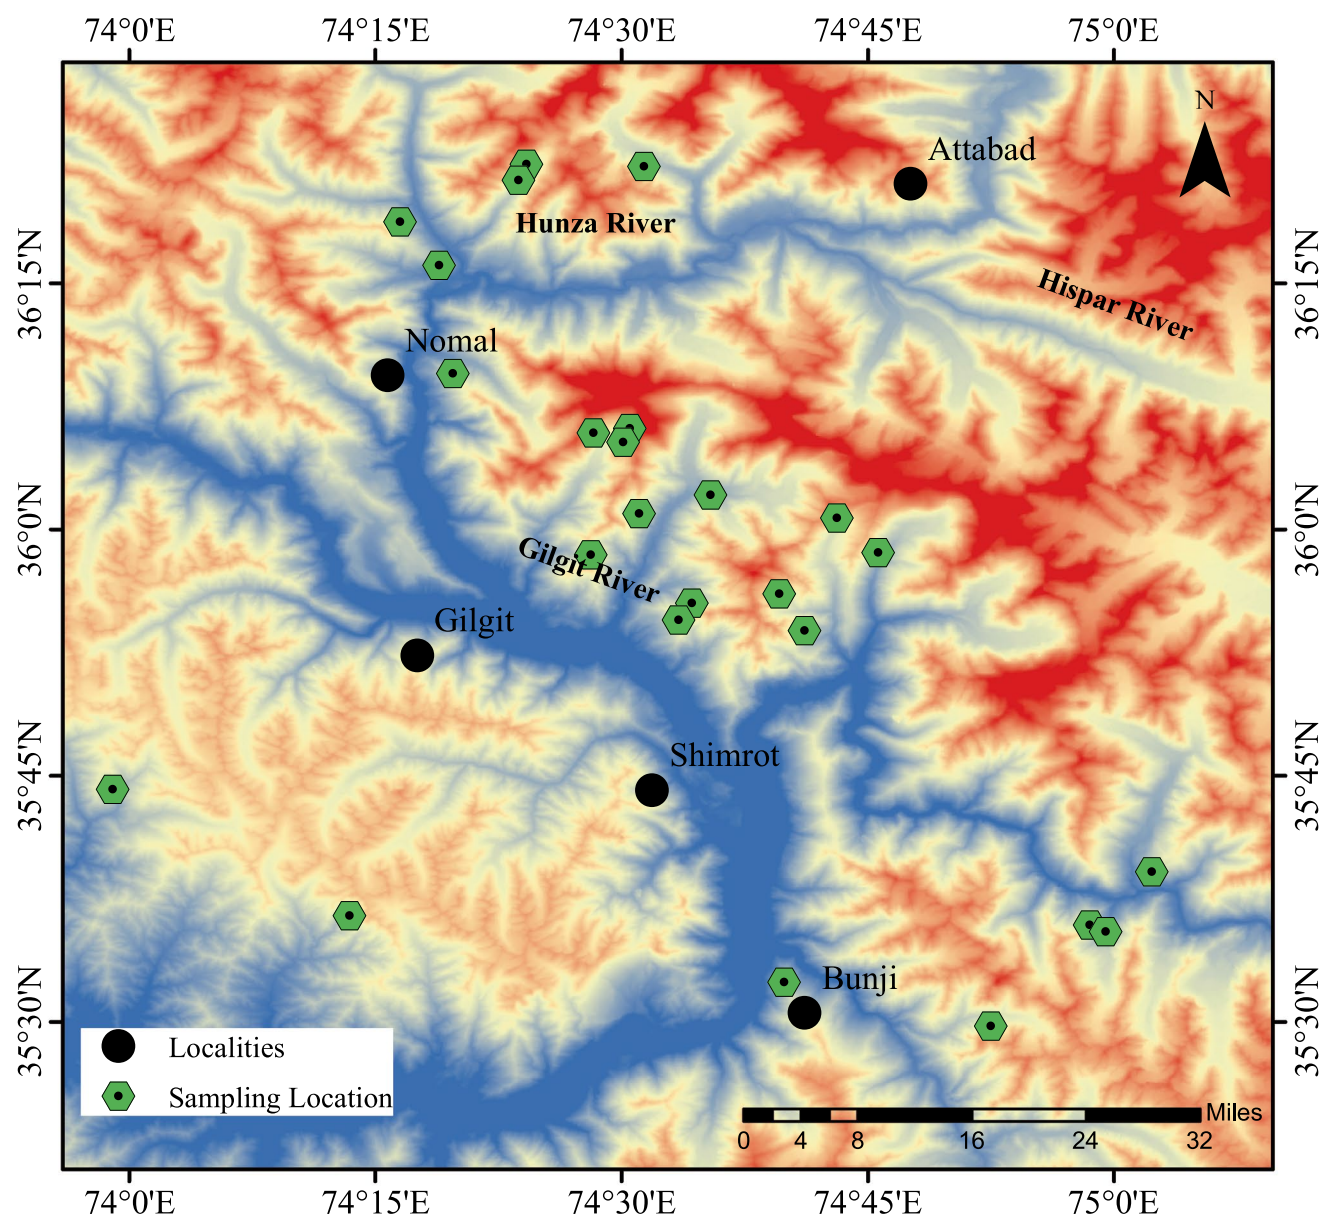 74°0'E 74°15'E 74°30'E 74°45'E 75°0'E
N
Attabad
Hunza River
36°15'N
36°15'N
Hispar River
Nomal
36°0'N
36°0'N
Gilgit River
Gilgit
35°45'N
Shimrot
35°45'N
Bunji
35°30'N
35°30'N
Localities
Sampling Location
Miles
0 4 8 16 24 32
74°0'E 74°15'E 74°30'E 74°45'E 75°0'E